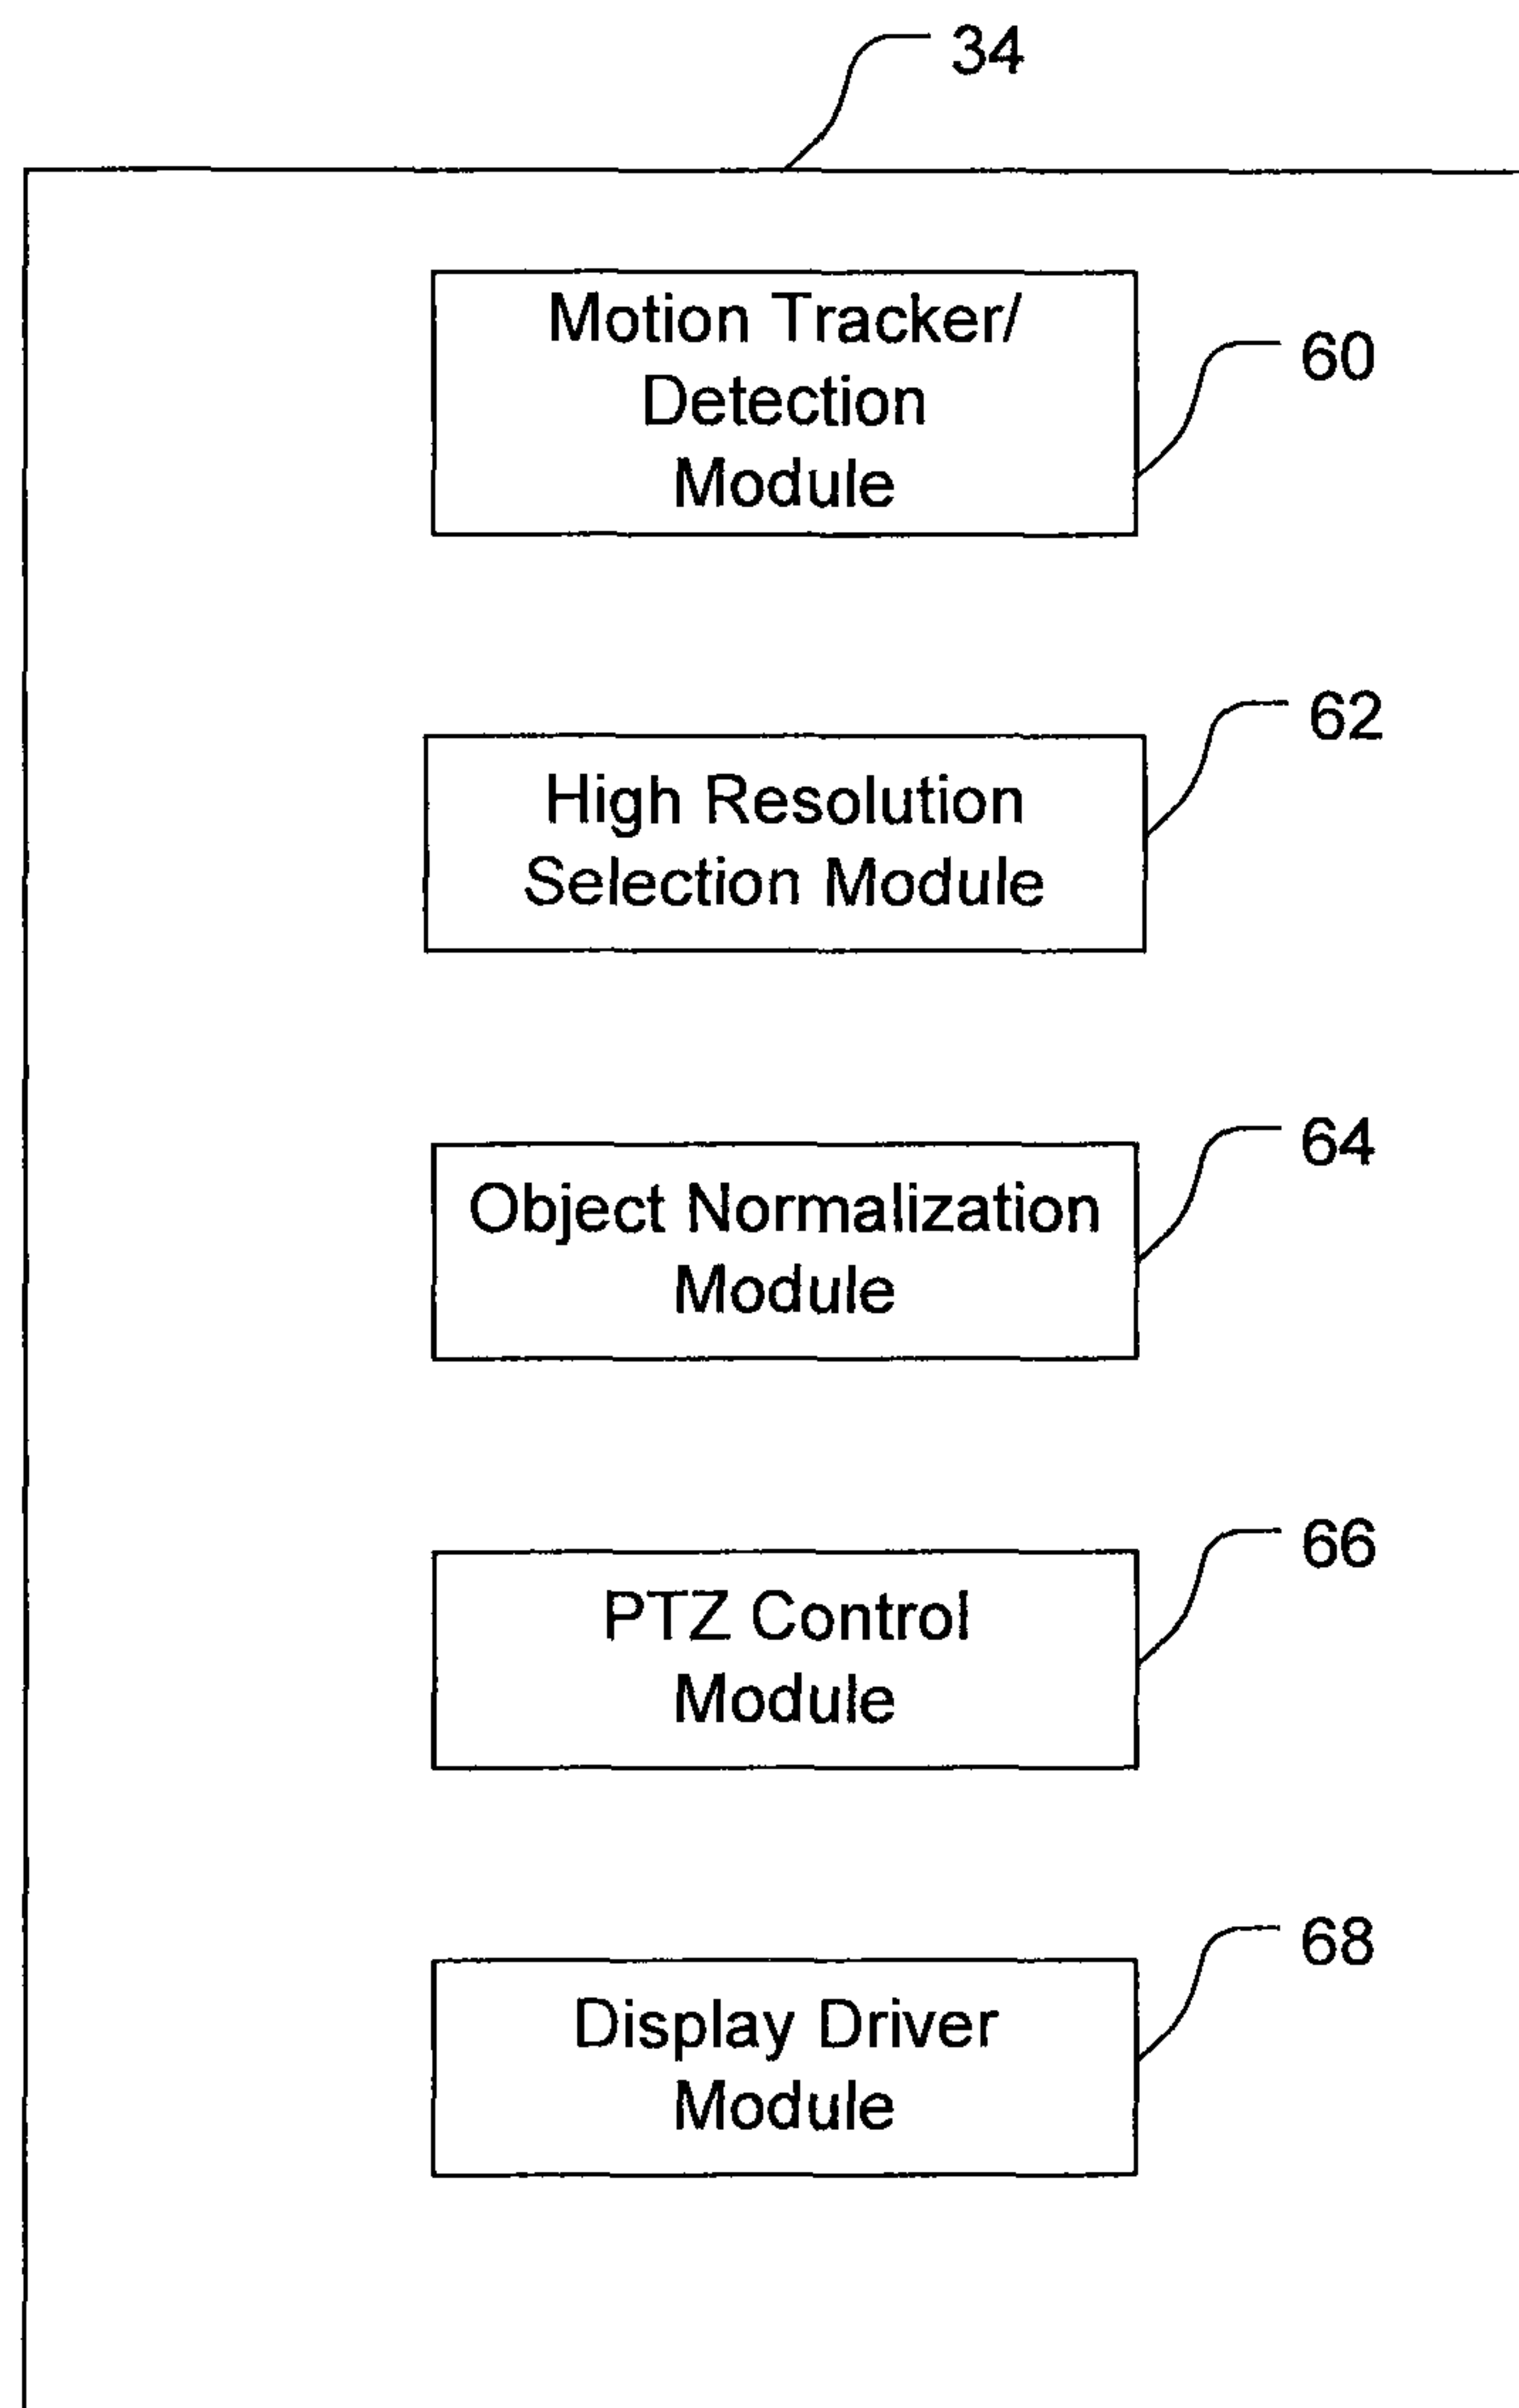 34
Motion Tracker/
Detection
Module
60
High Resolution
Selection Module
62
Object Normalization
Module
64
PTZ Control
Module
66
Display Driver
Module
68